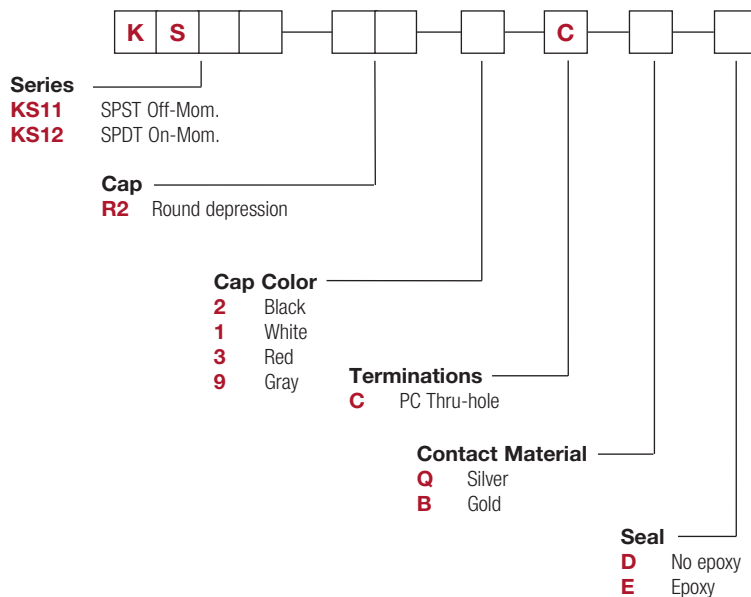 K S C
Series
KS11 SPST Off-Mom.
KS12 SPDT On-Mom.
Cap
R2 Round depression
Cap Color
2 Black
1 White
3 Red
9 Gray
Terminations
C PC Thru-hole
Contact Material
Q Silver
B Gold
Seal
D No epoxy
E Epoxy